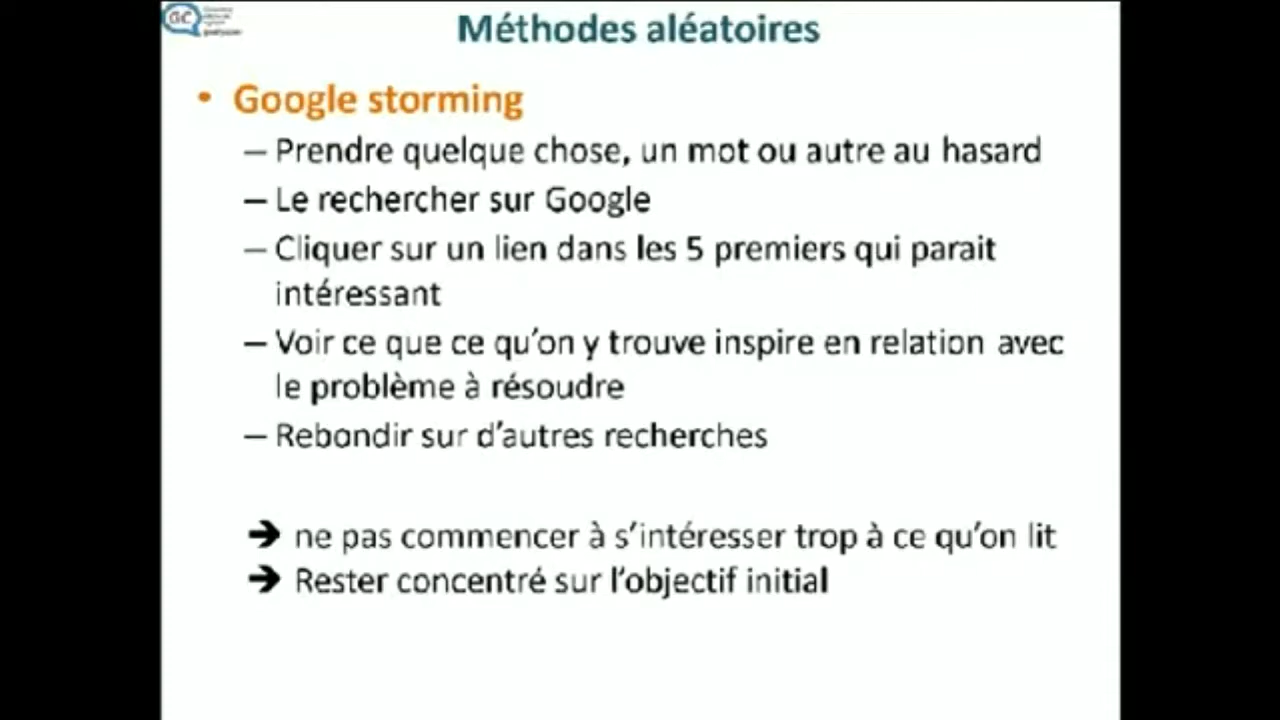 GC
Méthodes aléatoires
• Google storming
– Prendre quelque chose, un mot ou autre au hasard
– Le rechercher sur Google
– Cliquer sur un lien dans les 5 premiers qui parait
intéressant
– Voir ce que ce qu’on y trouve inspire en relation avec
le problème à résoudre
– Rebondir sur d’autres recherches
➔ ne pas commencer à s’intéresser trop à ce qu’on lit
➔ Rester concentré sur l’objectif initial